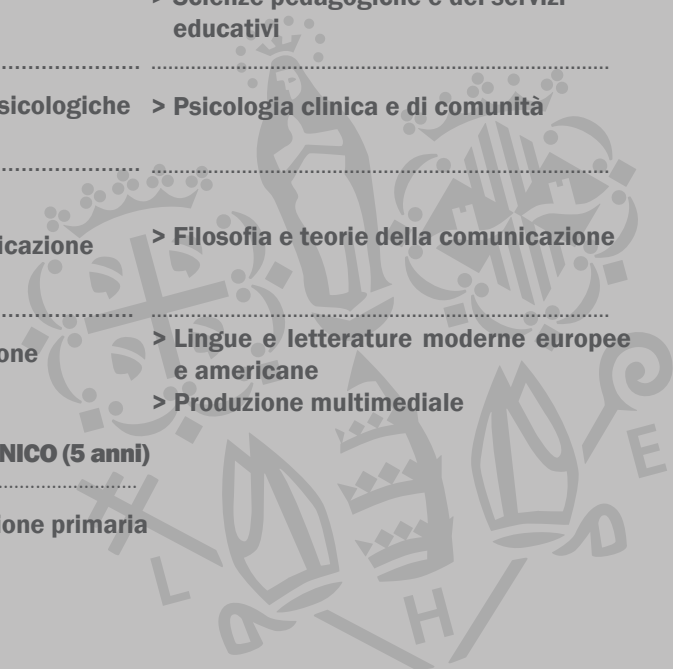 > Scienze pedagogiche e dei servizi
educativi
sicologiche > Psicologia clinica e di comunità
icazione > Filosofia e teorie della comunicazione
one > Lingue e letterature moderne europee
e americane
> Produzione multimediale
NICO (5 anni)
ione primaria
L H E